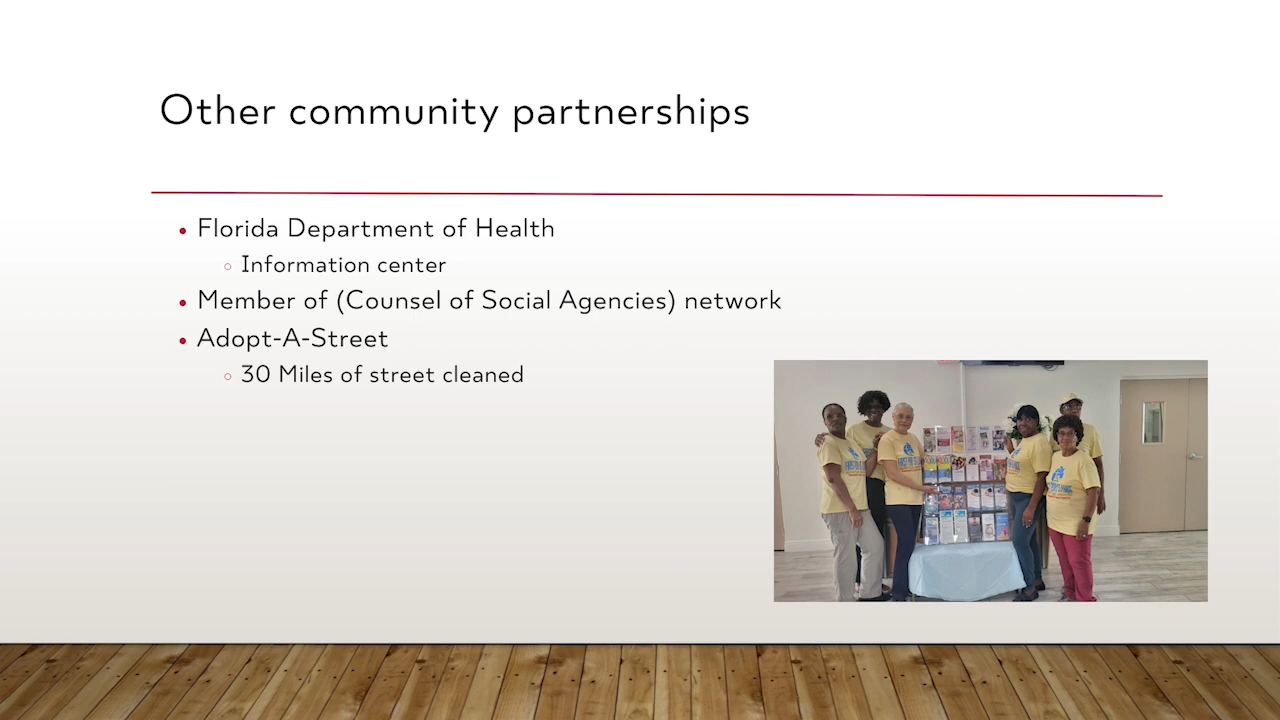 Other community partnerships
• Florida Department of Health
○ Information center
• Member of (Counsel of Social Agencies) network
• Adopt-A-Street
○ 30 Miles of street cleaned